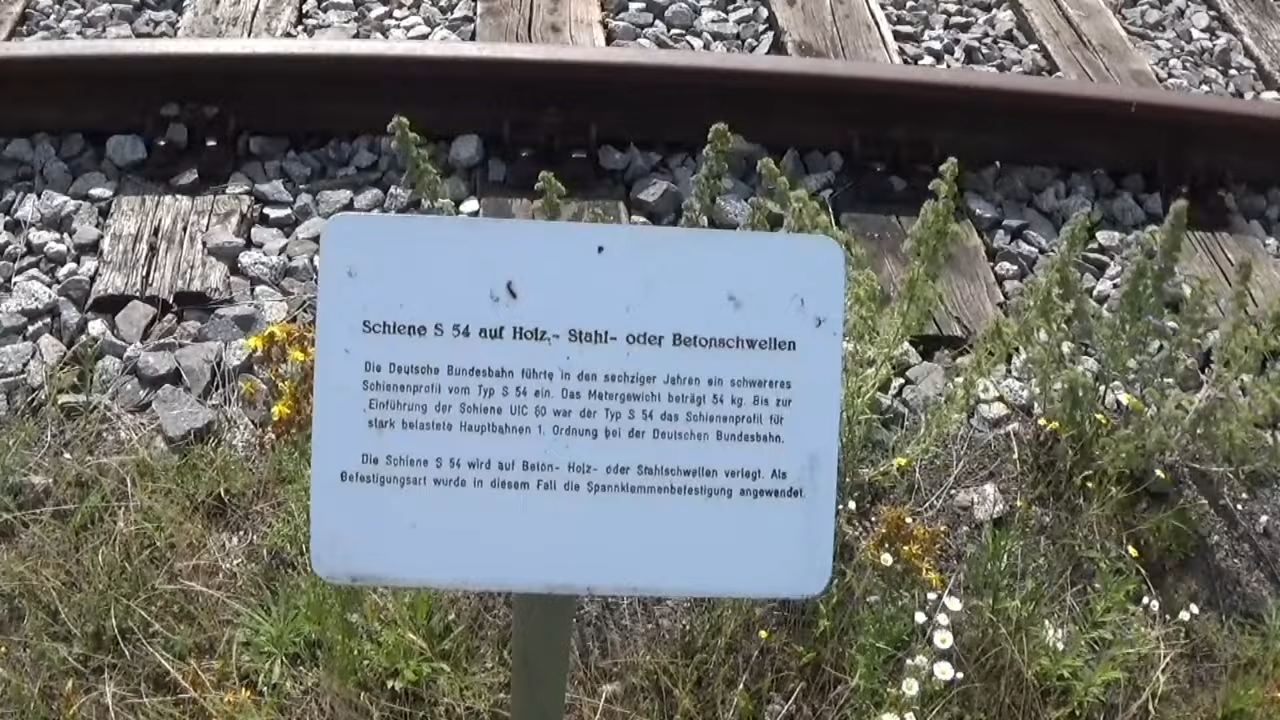 Schiene S 54 auf Holz,- Stahl- oder Betonschwellen
Die Deutsche Bundesbahn führte in den sechziger Jahren ein schwereres
Schienenprofil vom Typ S 54 ein. Das Metergewicht beträgt 54 kg. Bis zur
Einführung der Schiene UIC 60 war der Typ S 54 das Schienenprofil für
stark belastete Hauptbahnen 1. Ordnung bei der Deutschen Bundesbahn.
Die Schiene S 54 wird auf Beton- Holz- oder Stahlschwellen verlegt. Als
Befestigungsart wurde in diesem Fall die Spannklemmenbefestigung angewendet.